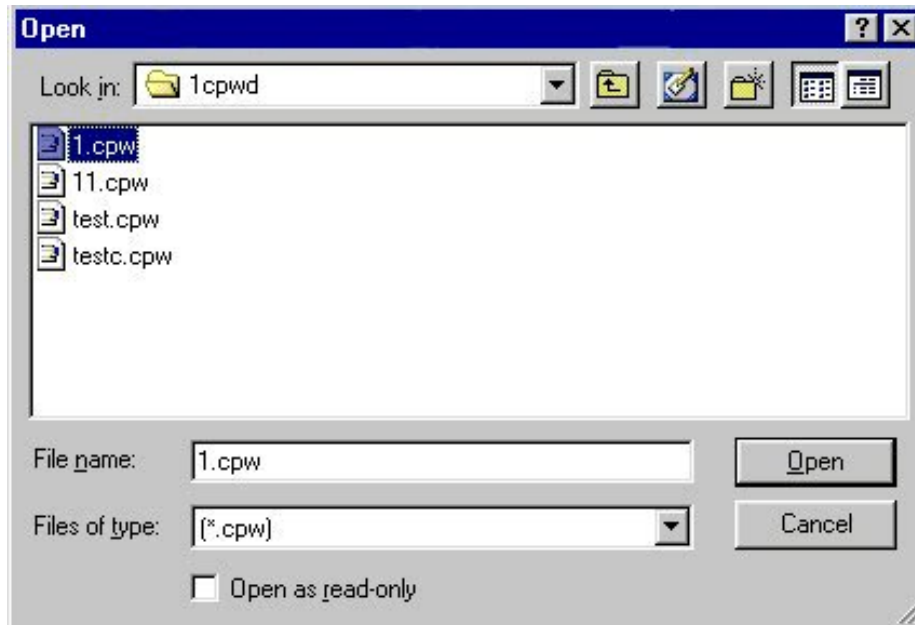 Open
Look in: 1cpwd
1.cpw
11.cpw
test.cpw
testc.cpw
File name: 1.cpw
Open
Files of type: (*.cpw)
Cancel
Open as read-only